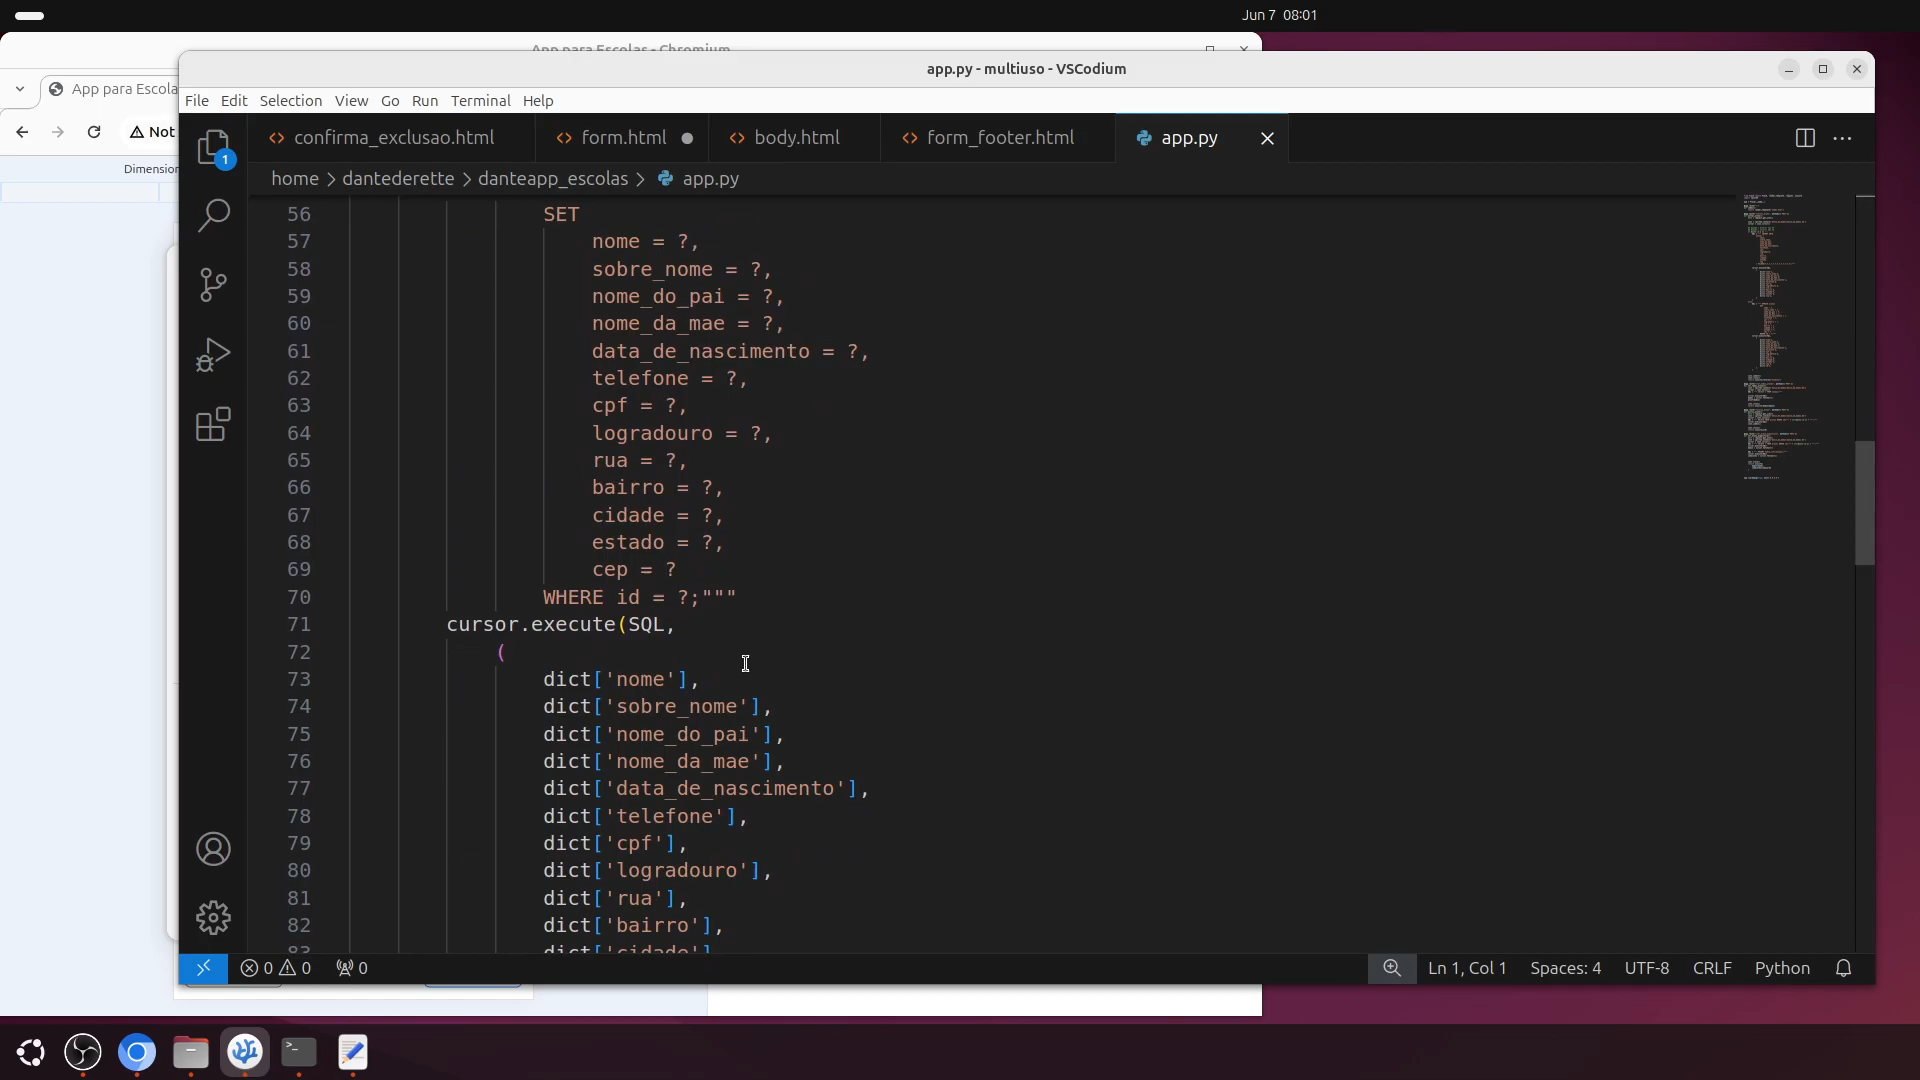 Jun 7 08:01
App para Escolas - Chromium
App para Escola
Not
Dimension
app.py - multiuso - VSCodium
File Edit Selection View Go Run Terminal Help
1
confirma_exclusao.html form.html body.html form_footer.html app.py
home > dantederette > danteapp_escolas > app.py
56 SET
57 nome = ?,
58 sobre_nome = ?,
59 nome_do_pai = ?,
60 nome_da_mae = ?,
61 data_de_nascimento = ?,
62 telefone = ?,
63 cpf = ?,
64 logradouro = ?,
65 rua = ?,
66 bairro = ?,
67 cidade = ?,
68 estado = ?,
69 cep = ?
70 WHERE id = ?;"""
71 cursor.execute(SQL,
72 (
73 dict['nome'],
74 dict['sobre_nome'],
75 dict['nome_do_pai'],
76 dict['nome_da_mae'],
77 dict['data_de_nascimento'],
78 dict['telefone'],
79 dict['cpf'],
80 dict['logradouro'],
81 dict['rua'],
82 dict['bairro'],
83 dict['cidade']
0 0 0 Ln 1, Col 1 Spaces: 4 UTF-8 CRLF Python